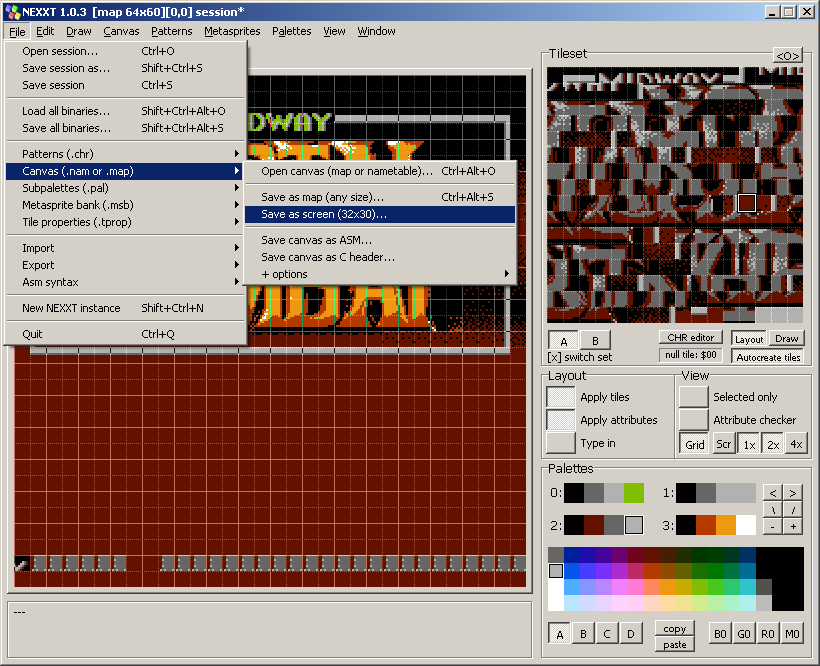 NEXXT 1.0.3 [map 64x60][0,0] session*
File Edit Draw Canvas Patterns Metasprites Palettes View Window
Open session... Ctrl+O
Save session as... Shift+Ctrl+S
Save session Ctrl+S
Load all binaries... Shift+Ctrl+Alt+O
Save all binaries... Shift+Ctrl+Alt+S
Patterns (.chr)
Canvas (.nam or .map)
Subpalettes (.pal)
Metasprite bank (.msb)
Tile properties (.tprop)
Import
Export
Asm syntax
New NEXXT instance Shift+Ctrl+N
Quit Ctrl+Q
Open canvas (map or nametable)... Ctrl+Alt+O
Save as map (any size)... Ctrl+Alt+S
Save as screen (32x30)...
Save canvas as ASM...
Save canvas as C header...
+ options
DWAY
---
Tileset
<O>
MIDWAY
A B
[x] switch set
CHR editor
null tile: $00
Layout Draw
Autocreate tiles
Layout
Apply tiles
Apply attributes
Type in
View
Selected only
Attribute checker
Grid Scr 1x 2x 4x
Palettes
0: 1: < >
\ /
2: 3: - +
A B C D
copy
paste
B0 G0 R0 M0